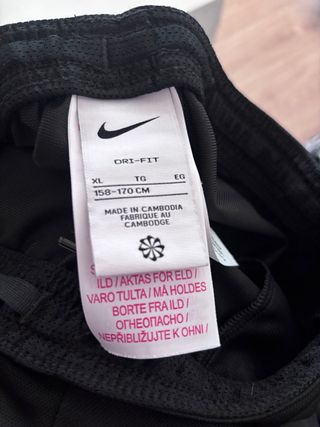 DRI-FIT
XL TG EG
158-170 CM
MADE IN CAMBODIA
FABRIQUE AU
CAMBODGE
ILD / AKTAS FÖR ELD /
VARO TULTA / MÅ HOLDES
BORTE FRA ILD /
ОГНЕОПАСНО /
NEPŘIBLIŽUJTE K OHNI /